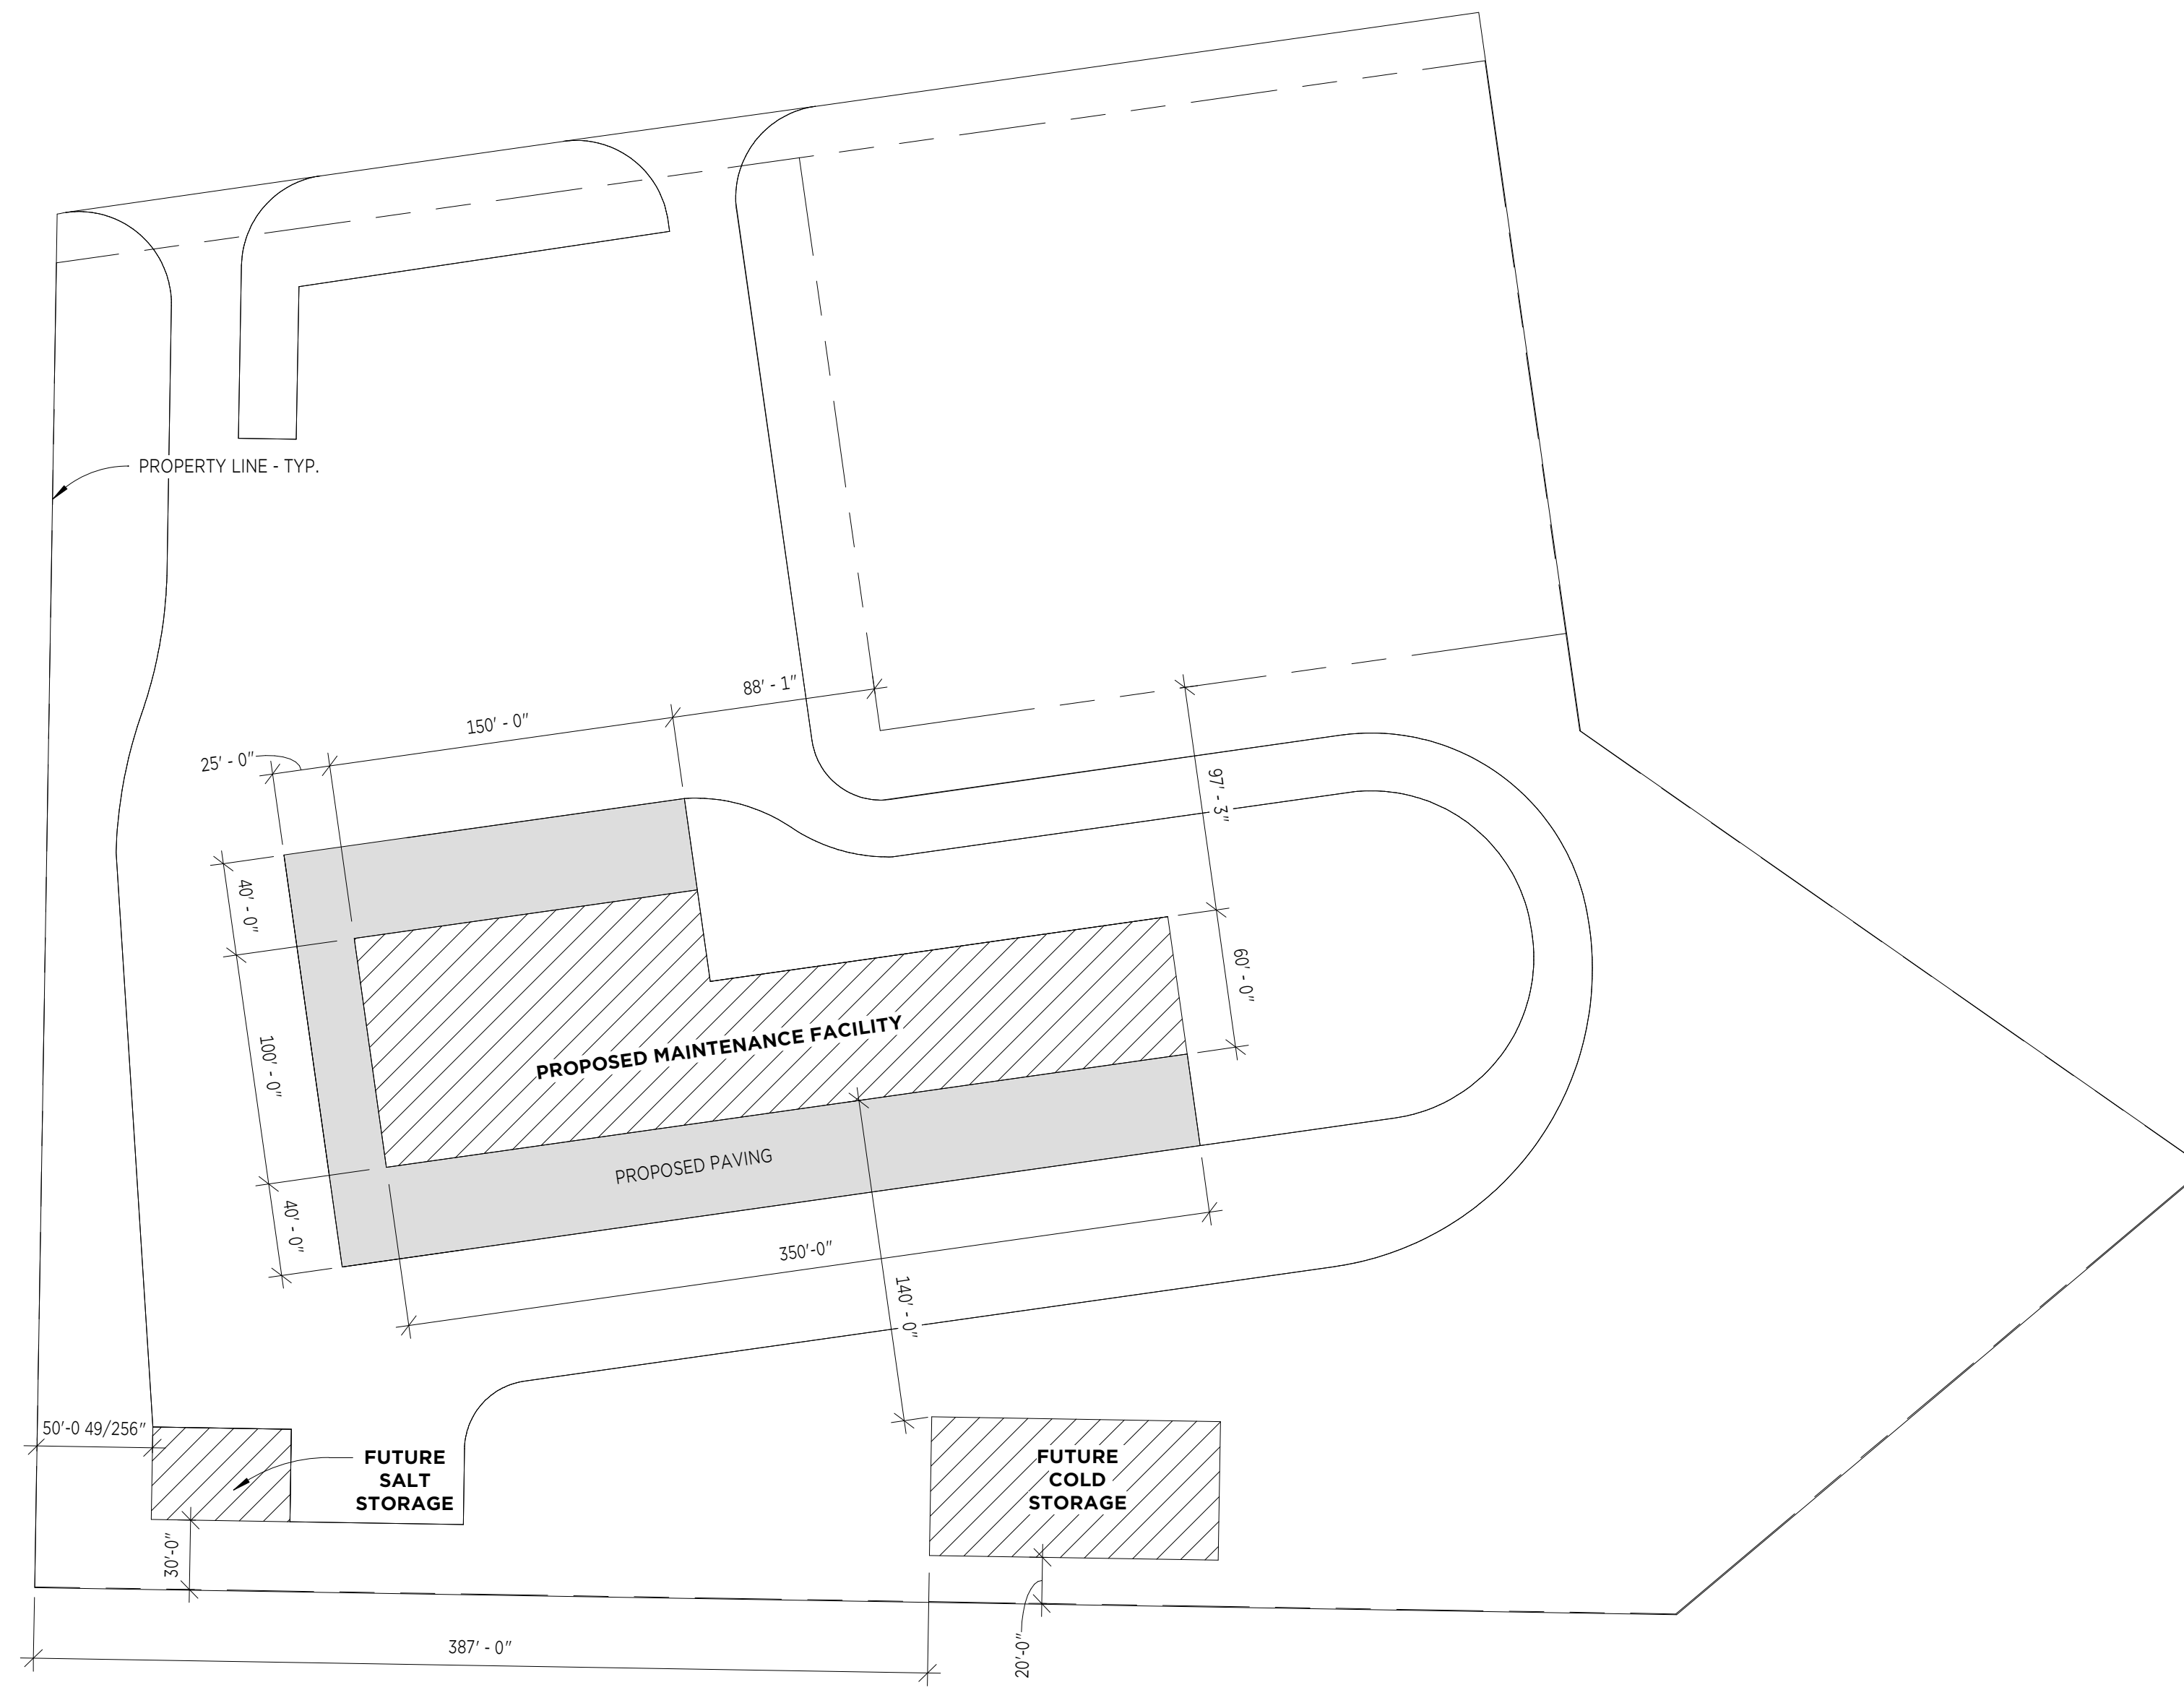 PROPERTY LINE - TYP.
88' - 1"
150' - 0"
25' - 0"
97' - 3"
40' - 0"
60' - 0"
100' - 0"
PROPOSED MAINTENANCE FACILITY
PROPOSED PAVING
40' - 0"
350'-0"
140' - 0"
50'-0 49/256"
FUTURE
SALT
STORAGE
FUTURE
COLD
STORAGE
30'-0"
387' - 0"
20'-0"